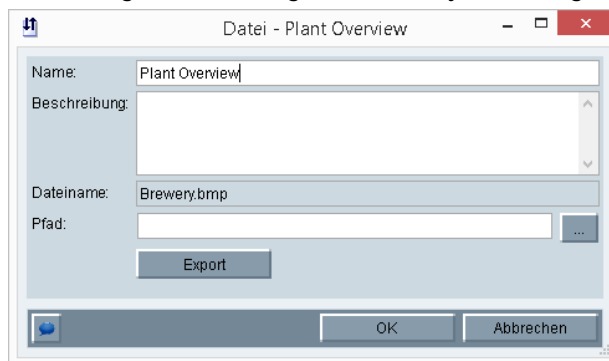 Datei - Plant Overview
Name: Plant Overview
Beschreibung:
Dateiname: Brewery.bmp
Pfad: ...
Export
OK Abbrechen